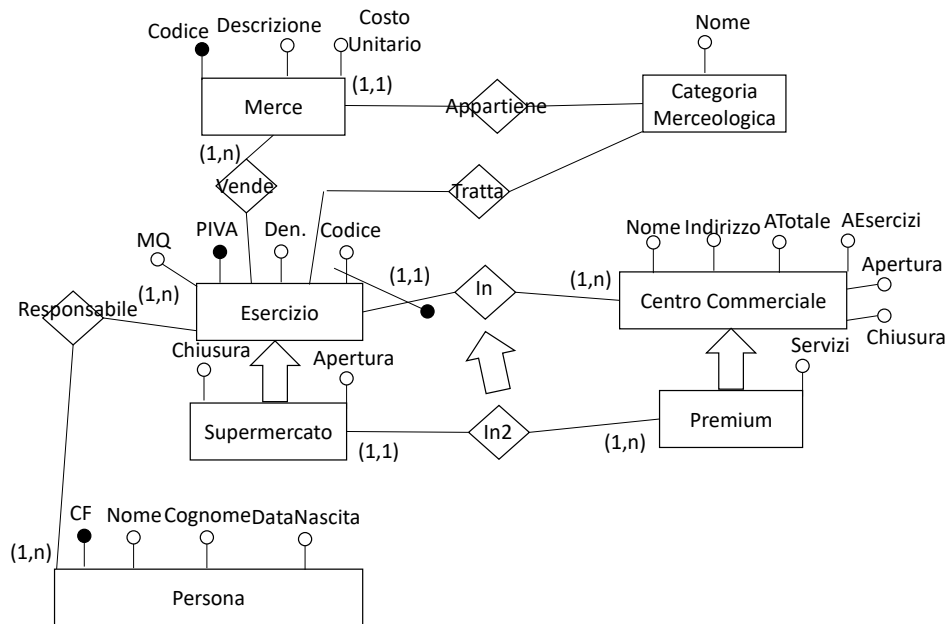 Nome
Codice
Descrizione
Costo
Unitario
(1,1)
Merce
Appartiene
Categoria
Merceologica
(1,n)
Vende
Tratta
MQ
PIVA
Den.
Codice
(1,1)
In
(1,n)
Nome
Indirizzo
ATotale
AEsercizi
Apertura
Chiusura
Centro Commerciale
(1,n)
Responsabile
Esercizio
Chiusura
Apertura
Servizi
Supermercato
(1,1)
In2
(1,n)
Premium
CF
Nome
Cognome
DataNascita
(1,n)
Persona